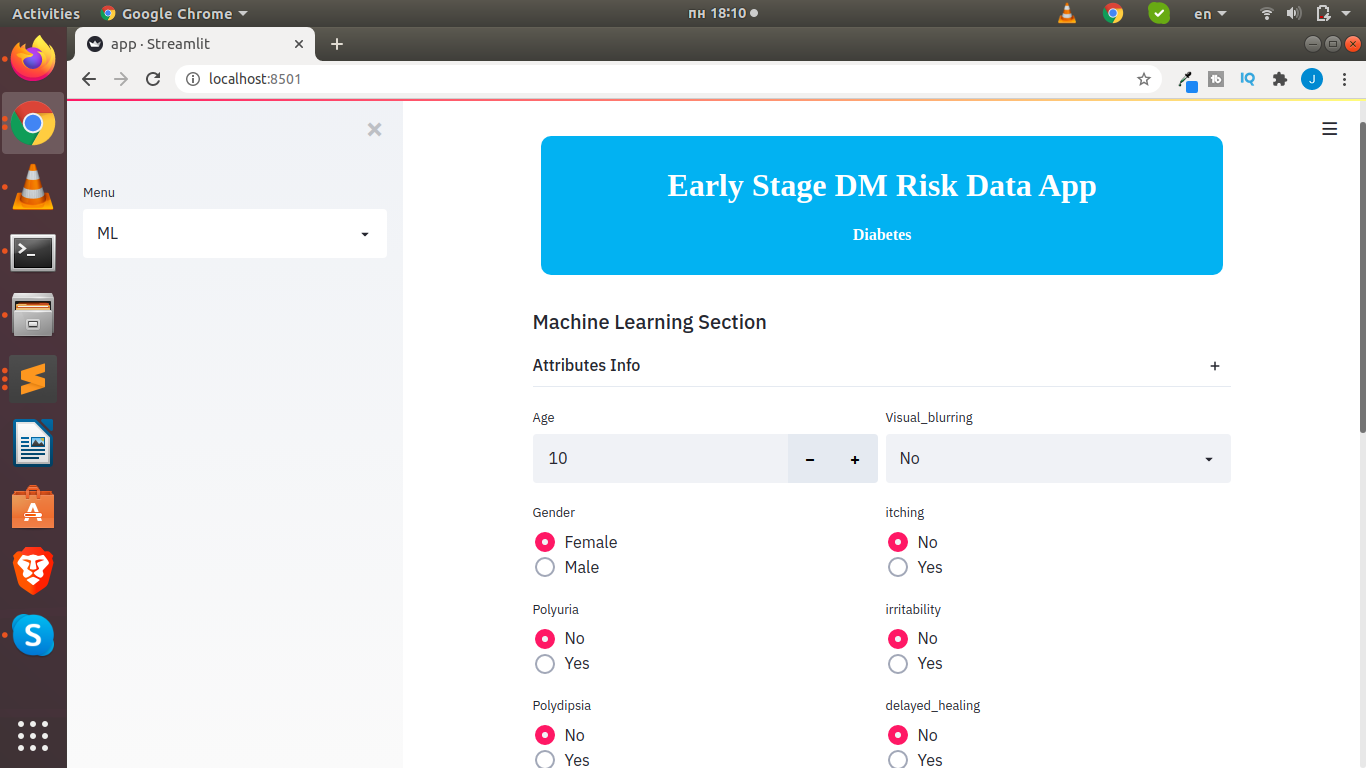 Activities Google Chrome пн 18:10 en
app · Streamlit
localhost:8501
Menu
ML
Early Stage DM Risk Data App
Diabetes
Machine Learning Section
Attributes Info +
Age
10 − +
Gender
Female
Male
Polyuria
No
Yes
Polydipsia
No
Yes
Visual_blurring
No
itching
No
Yes
irritability
No
Yes
delayed_healing
No
Yes
tb
IQ
J
S
A